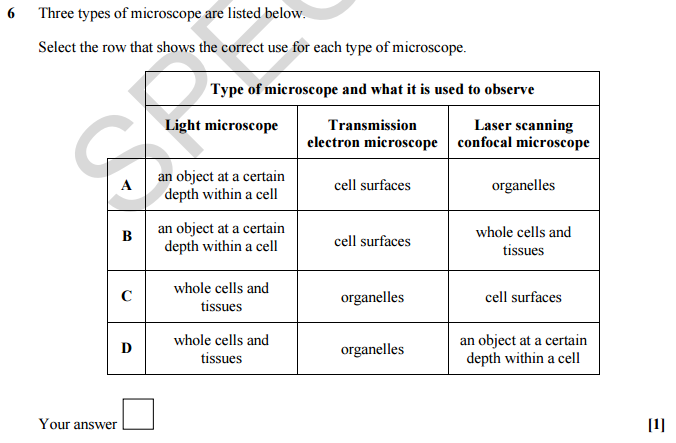 6 Three types of microscope are listed below.
Select the row that shows the correct use for each type of microscope.
Type of microscope and what it is used to observe
Light microscope
Transmission
electron microscope
Laser scanning
confocal microscope
A
an object at a certain
depth within a cell
cell surfaces
organelles
B
an object at a certain
depth within a cell
cell surfaces
whole cells and
tissues
C
whole cells and
tissues
organelles
cell surfaces
D
whole cells and
tissues
organelles
an object at a certain
depth within a cell
Your answer
[1]
SPEC